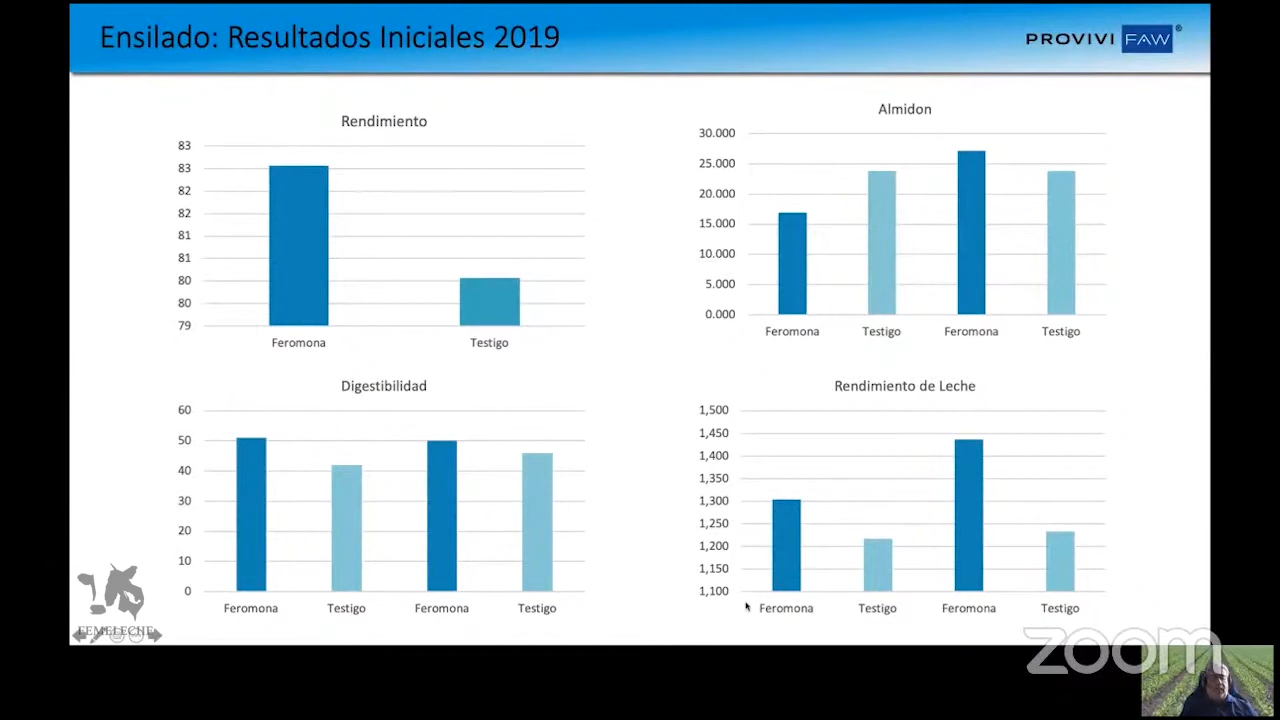 Ensilado: Resultados Iniciales 2019
PROVIVI FAW®
Rendimiento
83
83
82
82
81
81
80
80
79
Feromona Testigo
Almidon
30.000
25.000
20.000
15.000
10.000
5.000
0.000
Feromona Testigo Feromona Testigo
Digestibilidad
60
50
40
30
20
10
0
Feromona Testigo Feromona Testigo
Rendimiento de Leche
1,500
1,450
1,400
1,350
1,300
1,250
1,200
1,150
1,100
Feromona Testigo Feromona Testigo
FEMELECHE
zoom